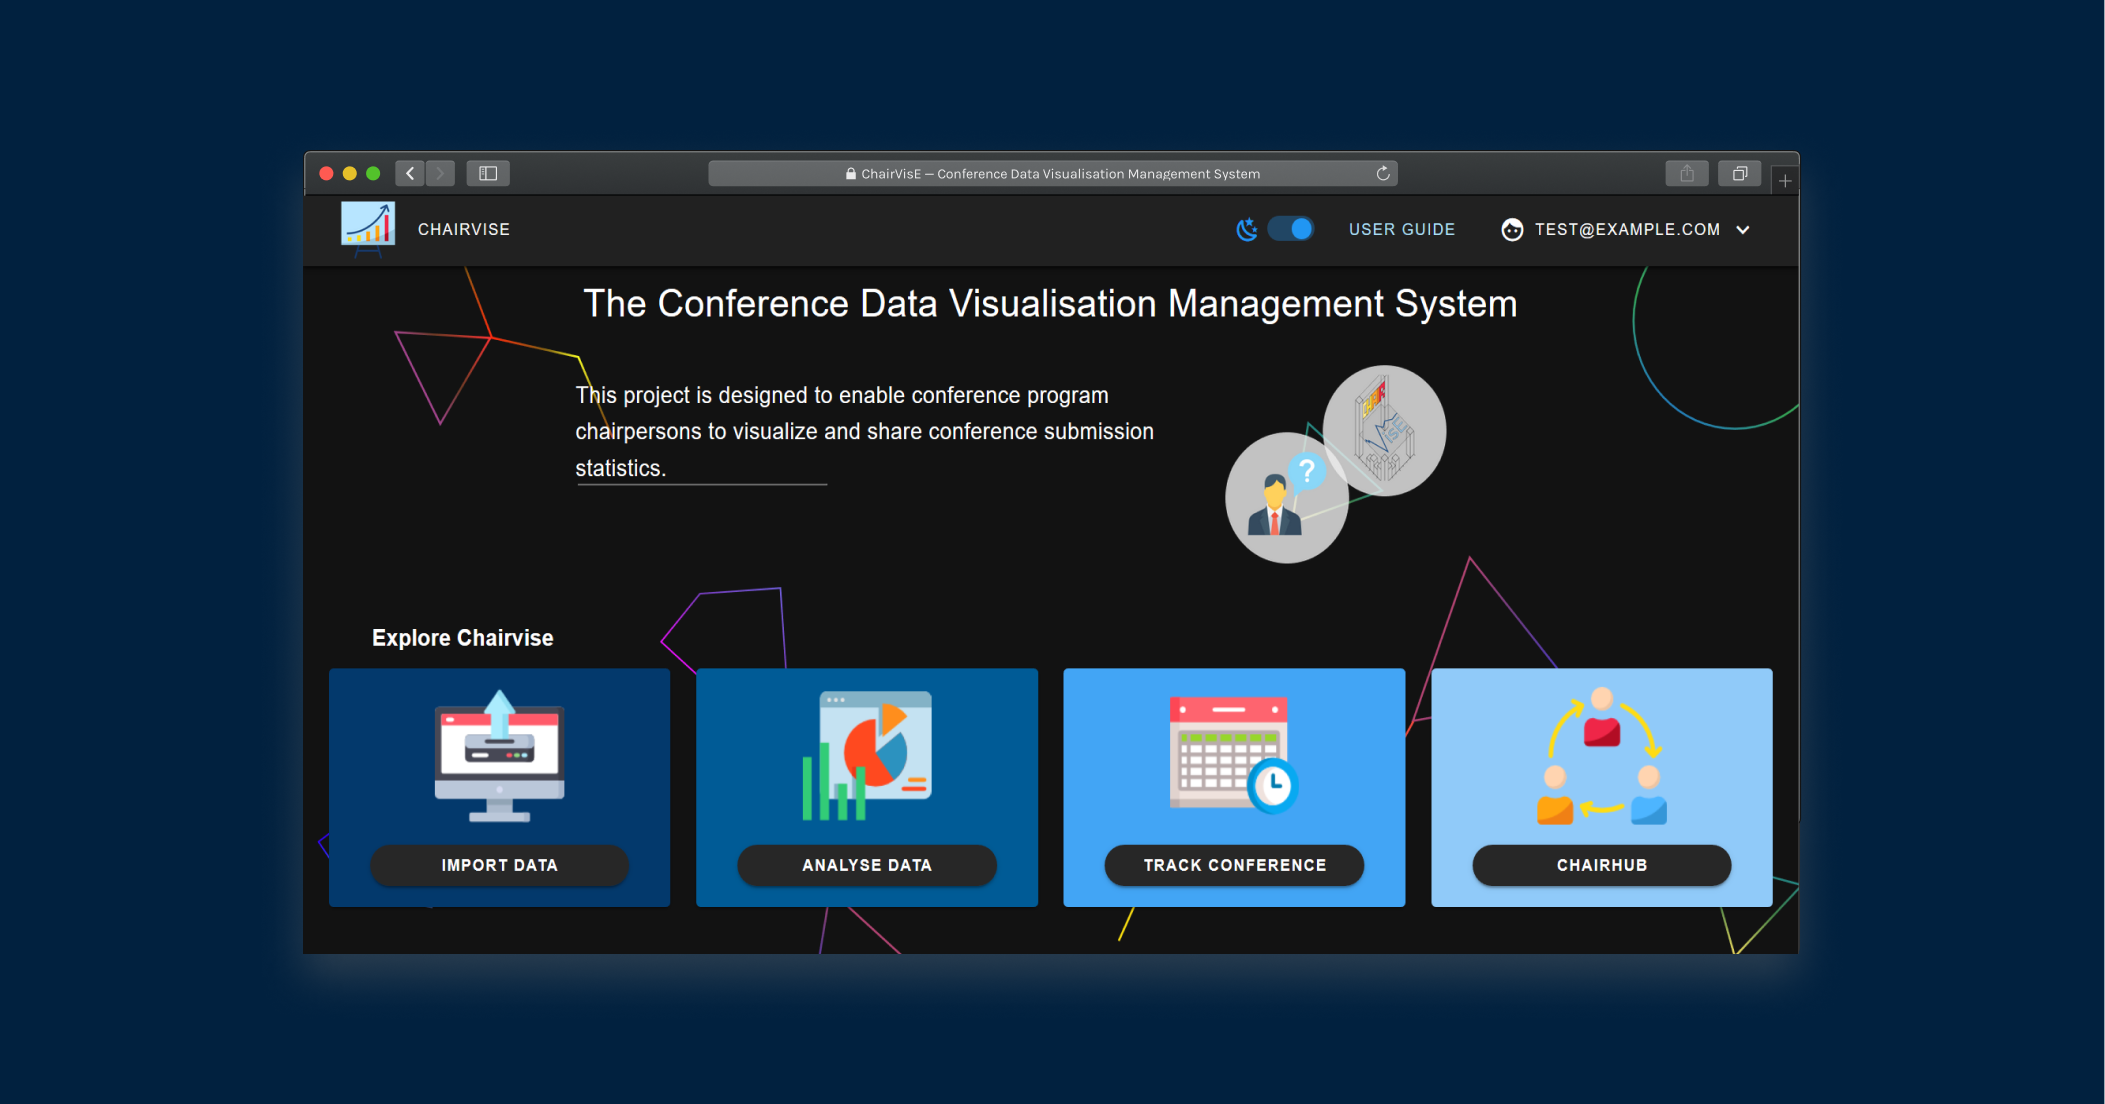 ChairVisE – Conference Data Visualisation Management System
CHAIRVISE
USER GUIDE
TEST@EXAMPLE.COM
The Conference Data Visualisation Management System
This project is designed to enable conference program
chairpersons to visualize and share conference submission
statistics.
?
CHAIR
VISE
Explore Chairvise
IMPORT DATA
ANALYSE DATA
TRACK CONFERENCE
CHAIRHUB